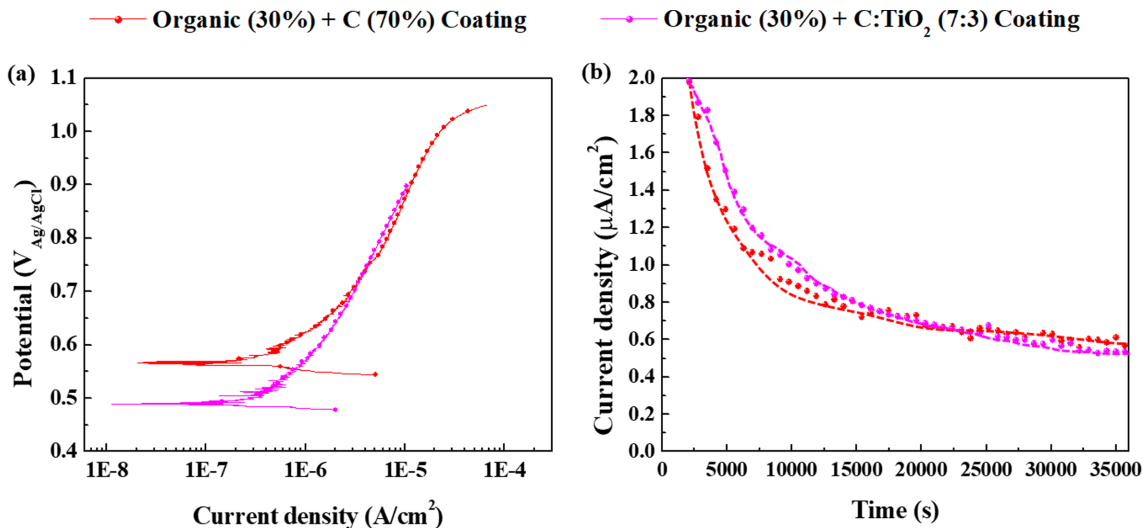 Organic (30%) + C (70%) Coating
Organic (30%) + C:TiO₂ (7:3) Coating
(a)
1.1
1.0
0.9
0.8
0.7
0.6
0.5
0.4
Potential (V_Ag/AgCl)
1E-8 1E-7 1E-6 1E-5 1E-4
Current density (A/cm²)
(b)
2.0
1.8
1.6
1.4
1.2
1.0
0.8
0.6
0.4
0.2
0.0
Current density (μA/cm²)
0 5000 10000 15000 20000 25000 30000 35000
Time (s)